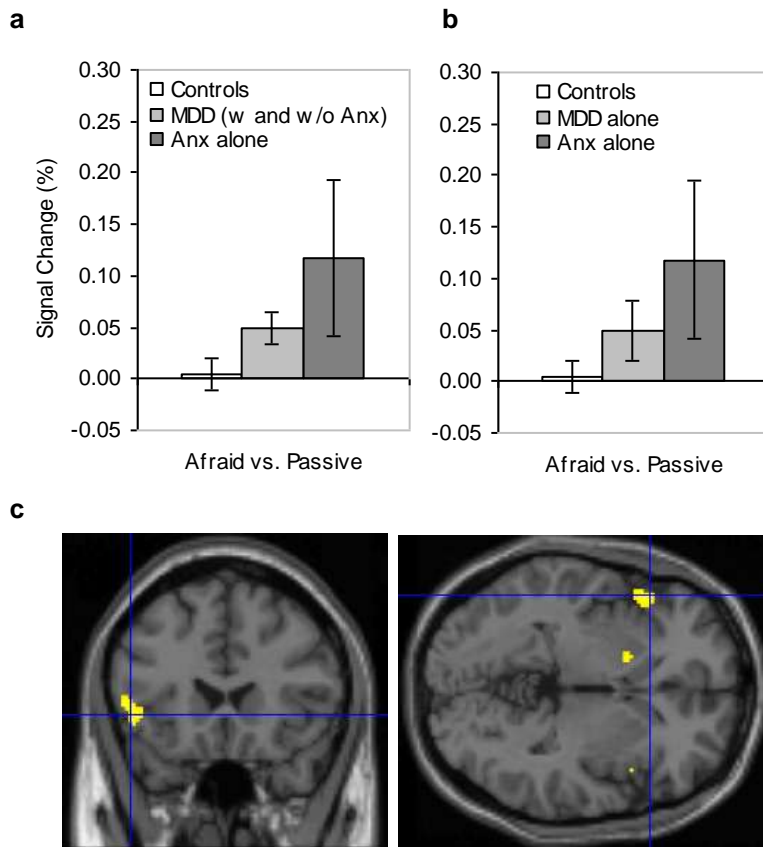 a
0.30
0.25
0.20
0.15
0.10
0.05
0.00
-0.05
Signal Change (%)
Controls
MDD (w and w/o Anx)
Anx alone
Afraid vs. Passive
b
0.30
0.25
0.20
0.15
0.10
0.05
0.00
-0.05
Controls
MDD alone
Anx alone
Afraid vs. Passive
c